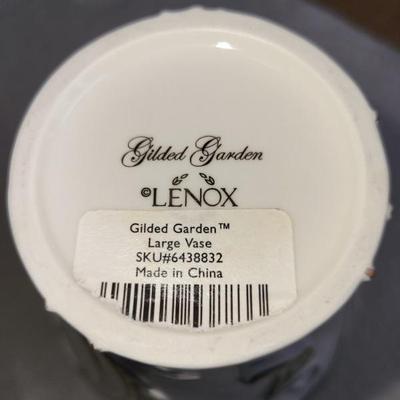 Gilded Garden
©LENOX
Gilded Garden™
Large Vase
SKU#6438832
Made in China